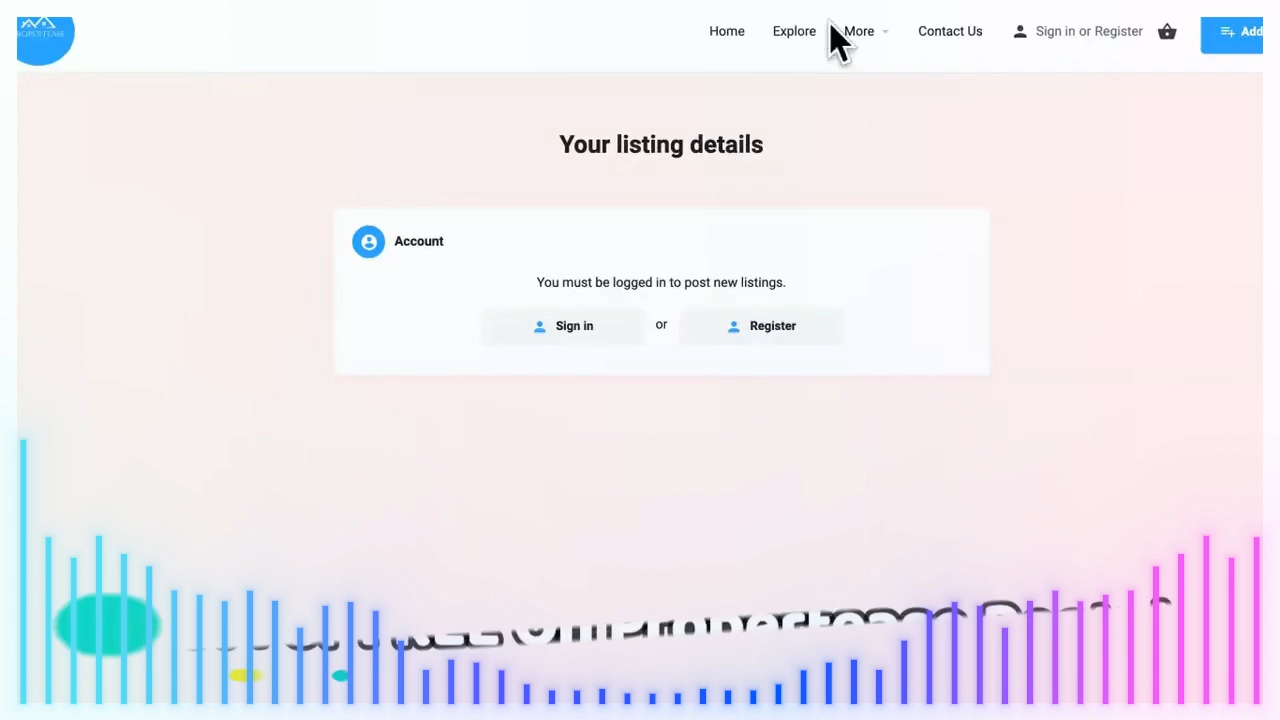 Home Explore More Contact Us Sign in or Register Add
Your listing details
Account
You must be logged in to post new listings.
Sign in or Register